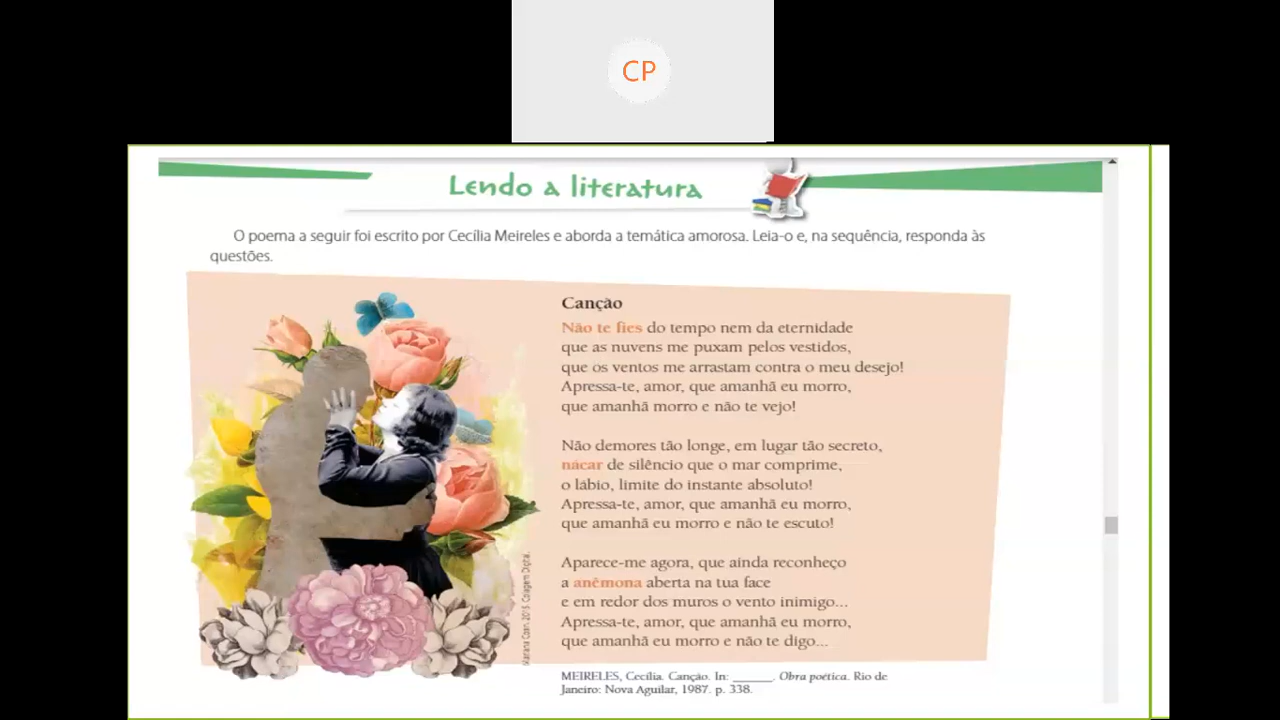 CP
Lendo a literatura
O poema a seguir foi escrito por Cecília Meireles e aborda a temática amorosa. Leia-o e, na sequência, responda às
questões.
Canção
Não te fies do tempo nem da eternidade
que as nuvens me puxam pelos vestidos,
que os ventos me arrastam contra o meu desejo!
Apressa-te, amor, que amanhã eu morro,
que amanhã morro e não te vejo!
Não demores tão longe, em lugar tão secreto,
nácar de silêncio que o mar comprime,
o lábio, limite do instante absoluto!
Apressa-te, amor, que amanhã eu morro,
que amanhã eu morro e não te escuto!
Aparece-me agora, que ainda reconheço
a anêmona aberta na tua face
e em redor dos muros o vento inimigo...
Apressa-te, amor, que amanhã eu morro,
que amanhã eu morro e não te digo...
MEIRELES, Cecília. Canção. In: ______. Obra poética. Rio de
Janeiro: Nova Aguilar, 1987. p. 338.
Colagem Digital.